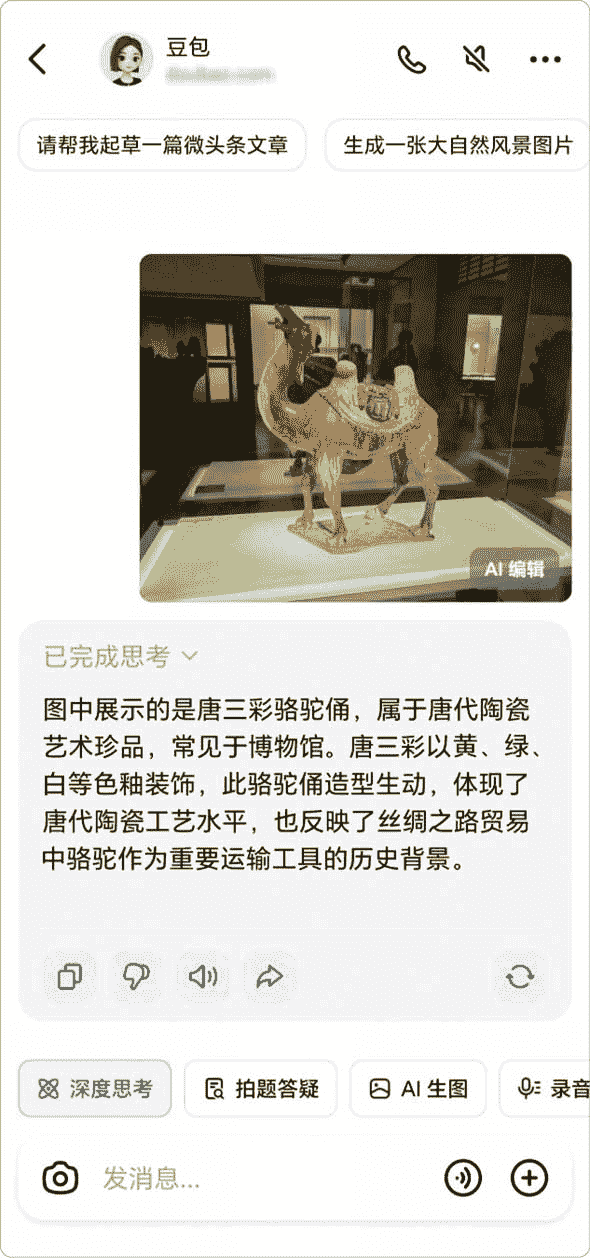 豆包
请帮我起草一篇微头条文章
生成一张大自然风景图片
AI 编辑
已完成思考
图中展示的是唐三彩骆驼俑，属于唐代陶瓷
艺术珍品，常见于博物馆。唐三彩以黄、绿、
白等色釉装饰，此骆驼俑造型生动，体现了
唐代陶瓷工艺水平，也反映了丝绸之路贸易
中骆驼作为重要运输工具的历史背景。
深度思考
拍题答疑
AI 生图
录音
发消息...